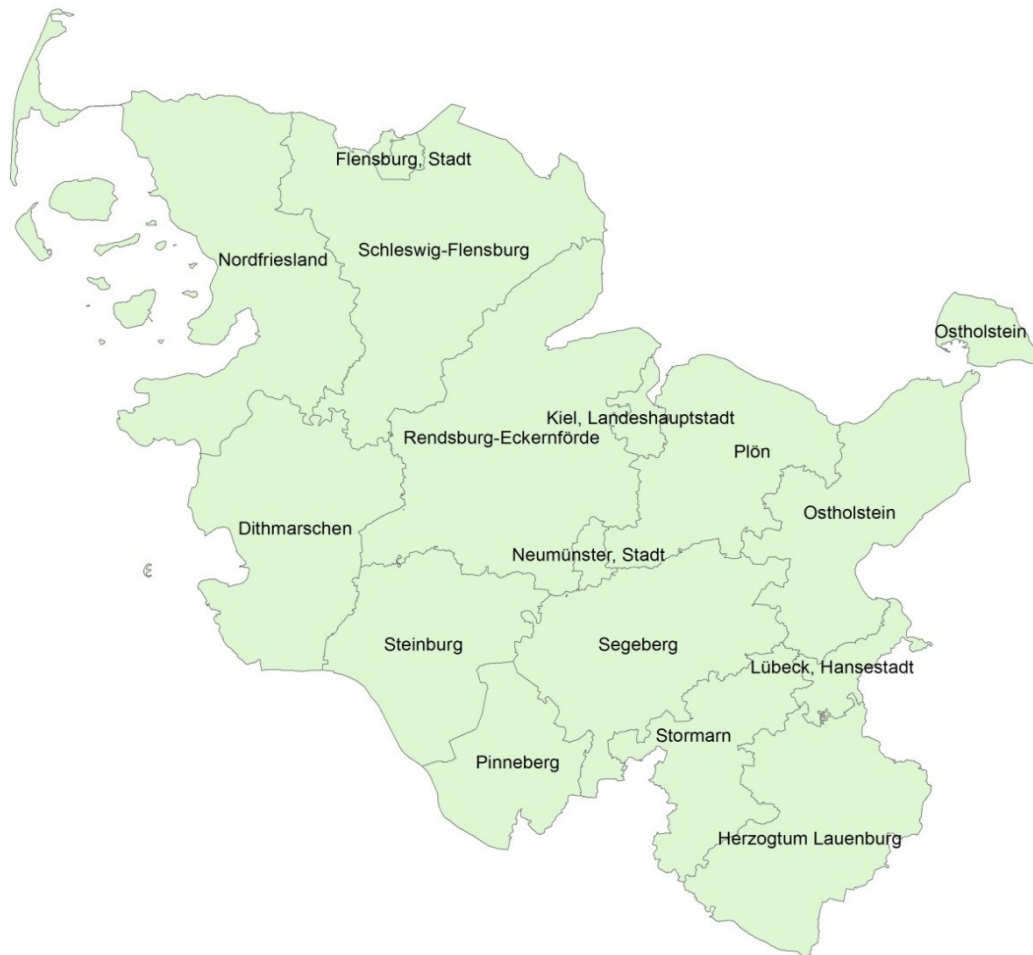 Flensburg, Stadt
Schleswig-Flensburg
Nordfriesland
Ostholstein
Kiel, Landeshauptstadt
Rendsburg-Eckernförde
Plön
Ostholstein
Dithmarschen
Neumünster, Stadt
Steinburg
Segeberg
Lübeck, Hansestadt
Stormarn
Pinneberg
Herzogtum Lauenburg